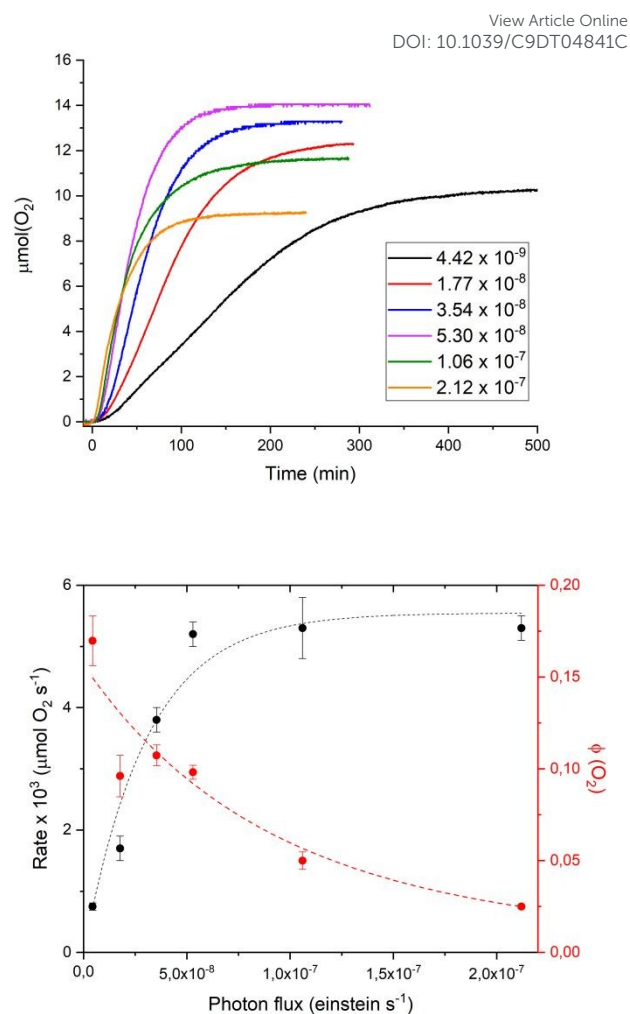 View Article Online
DOI: 10.1039/C9DT04841C
16
14
12
10
8
6
4
2
0
μmol(O₂)
4.42 x 10⁻⁹
1.77 x 10⁻⁸
3.54 x 10⁻⁸
5.30 x 10⁻⁸
1.06 x 10⁻⁷
2.12 x 10⁻⁷
0 100 200 300 400 500
Time (min)
6
4
2
0
Rate x 10³ (μmol O₂ s⁻¹)
0,20
0,15
0,10
0,05
0,00
ϕ (O₂)
0,0 5,0x10⁻⁸ 1,0x10⁻⁷ 1,5x10⁻⁷ 2,0x10⁻⁷
Photon flux (einstein s⁻¹)